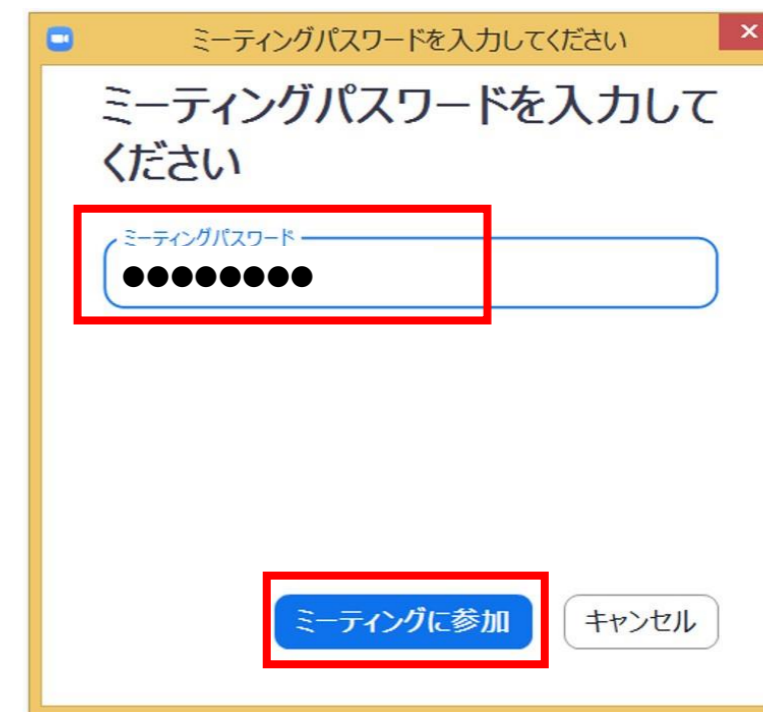 ミーティングパスワードを入力してください
ミーティングパスワードを入力して
ください
ミーティングパスワード
●●●●●●●●
ミーティングに参加 キャンセル